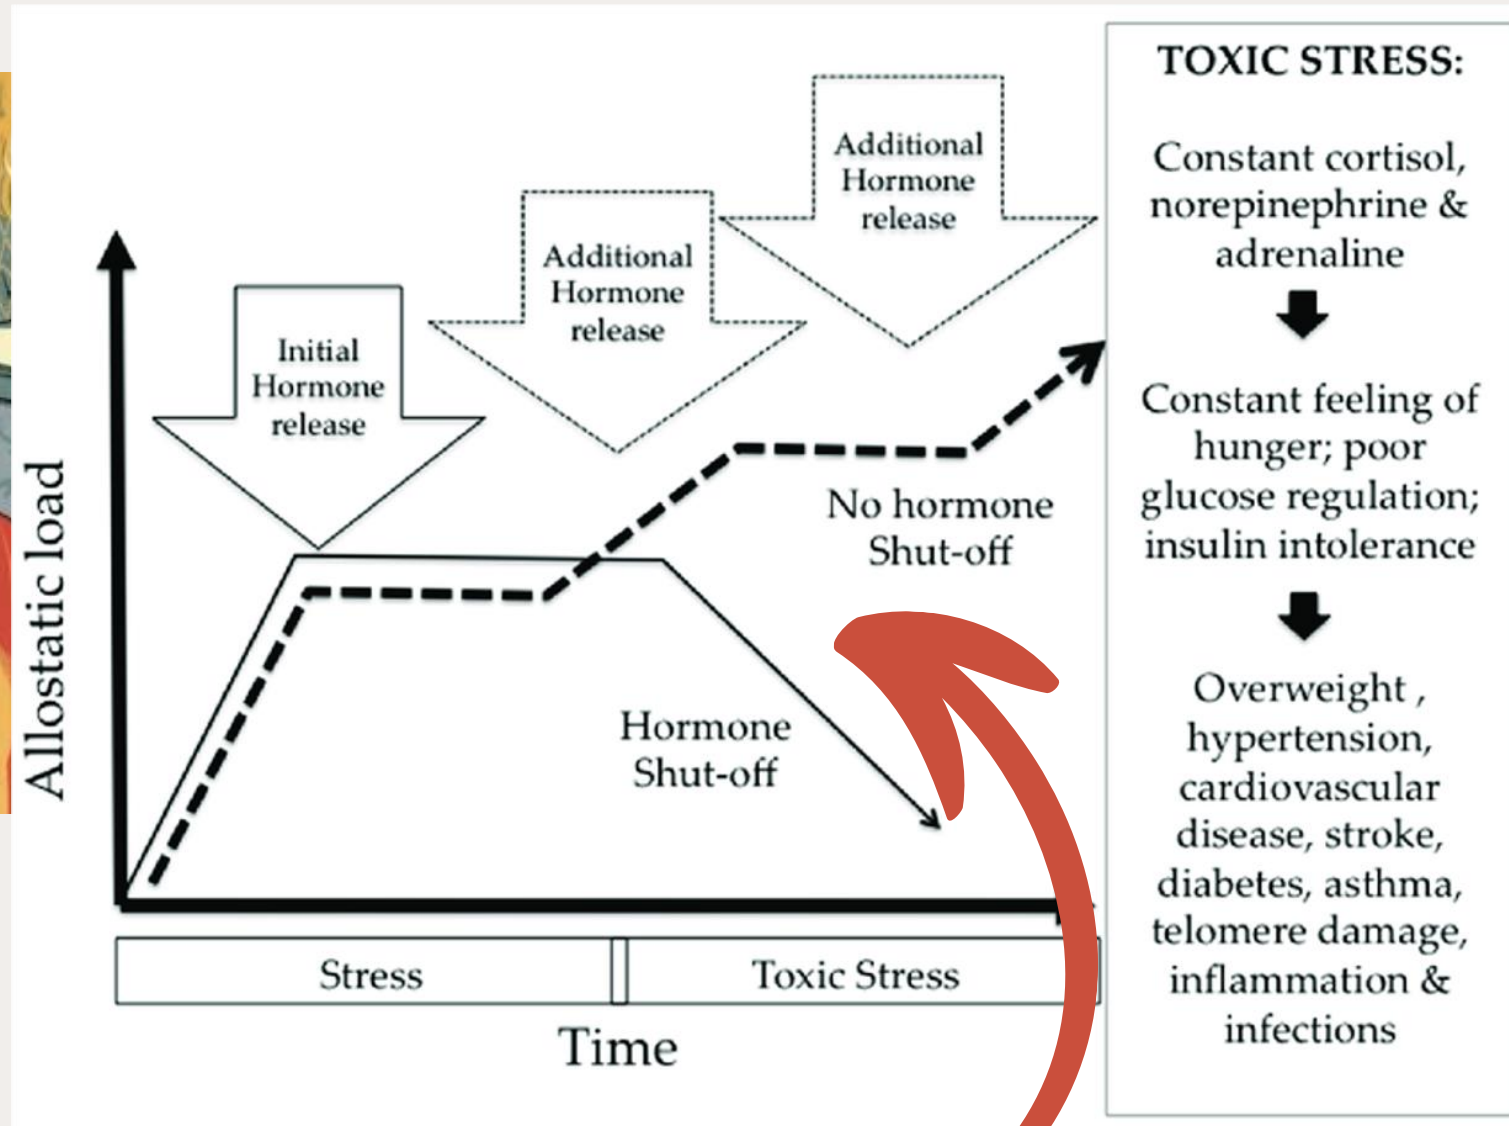 Additional
Hormone
release
Additional
Hormone
release
Initial
Hormone
release
Allostatic load
No hormone
Shut-off
Hormone
Shut-off
Stress
Toxic Stress
Time
TOXIC STRESS:
Constant cortisol,
norepinephrine &
adrenaline
Constant feeling of
hunger; poor
glucose regulation;
insulin intolerance
Overweight ,
hypertension,
cardiovascular
disease, stroke,
diabetes, asthma,
telomere damage,
inflammation &
infections